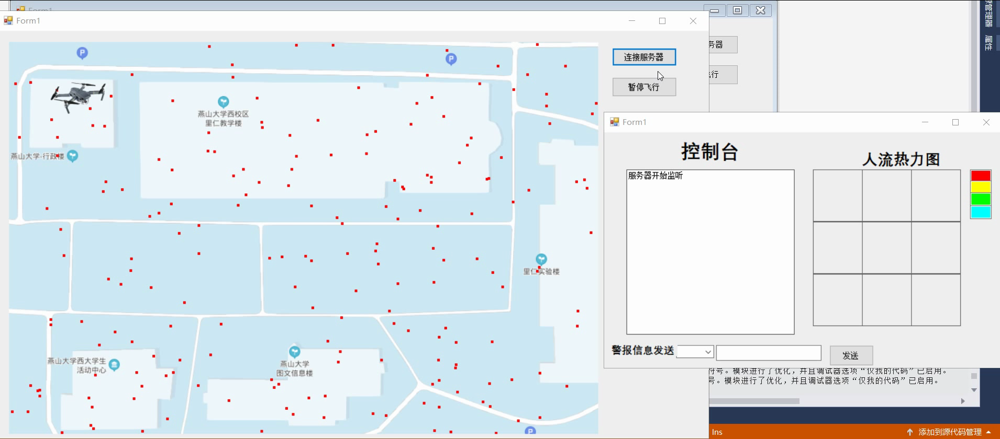 Form1
Form1
务器
飞行
源管理器
属性
连接服务器
暂停飞行
P
P
燕山大学西校区
里仁教学楼
燕山大学-行政楼
里仁实验楼
燕山大学西大学生
活动中心
燕山大学
图文信息楼
P
Form1
控制台
人流热力图
服务器开始监听
警报信息发送
发送
符号。模块进行了优化，并且调试器选项“仅我的代码”已启用。
号。模块进行了优化，并且调试器选项“仅我的代码”已启用。
Ins
添加到源代码管理